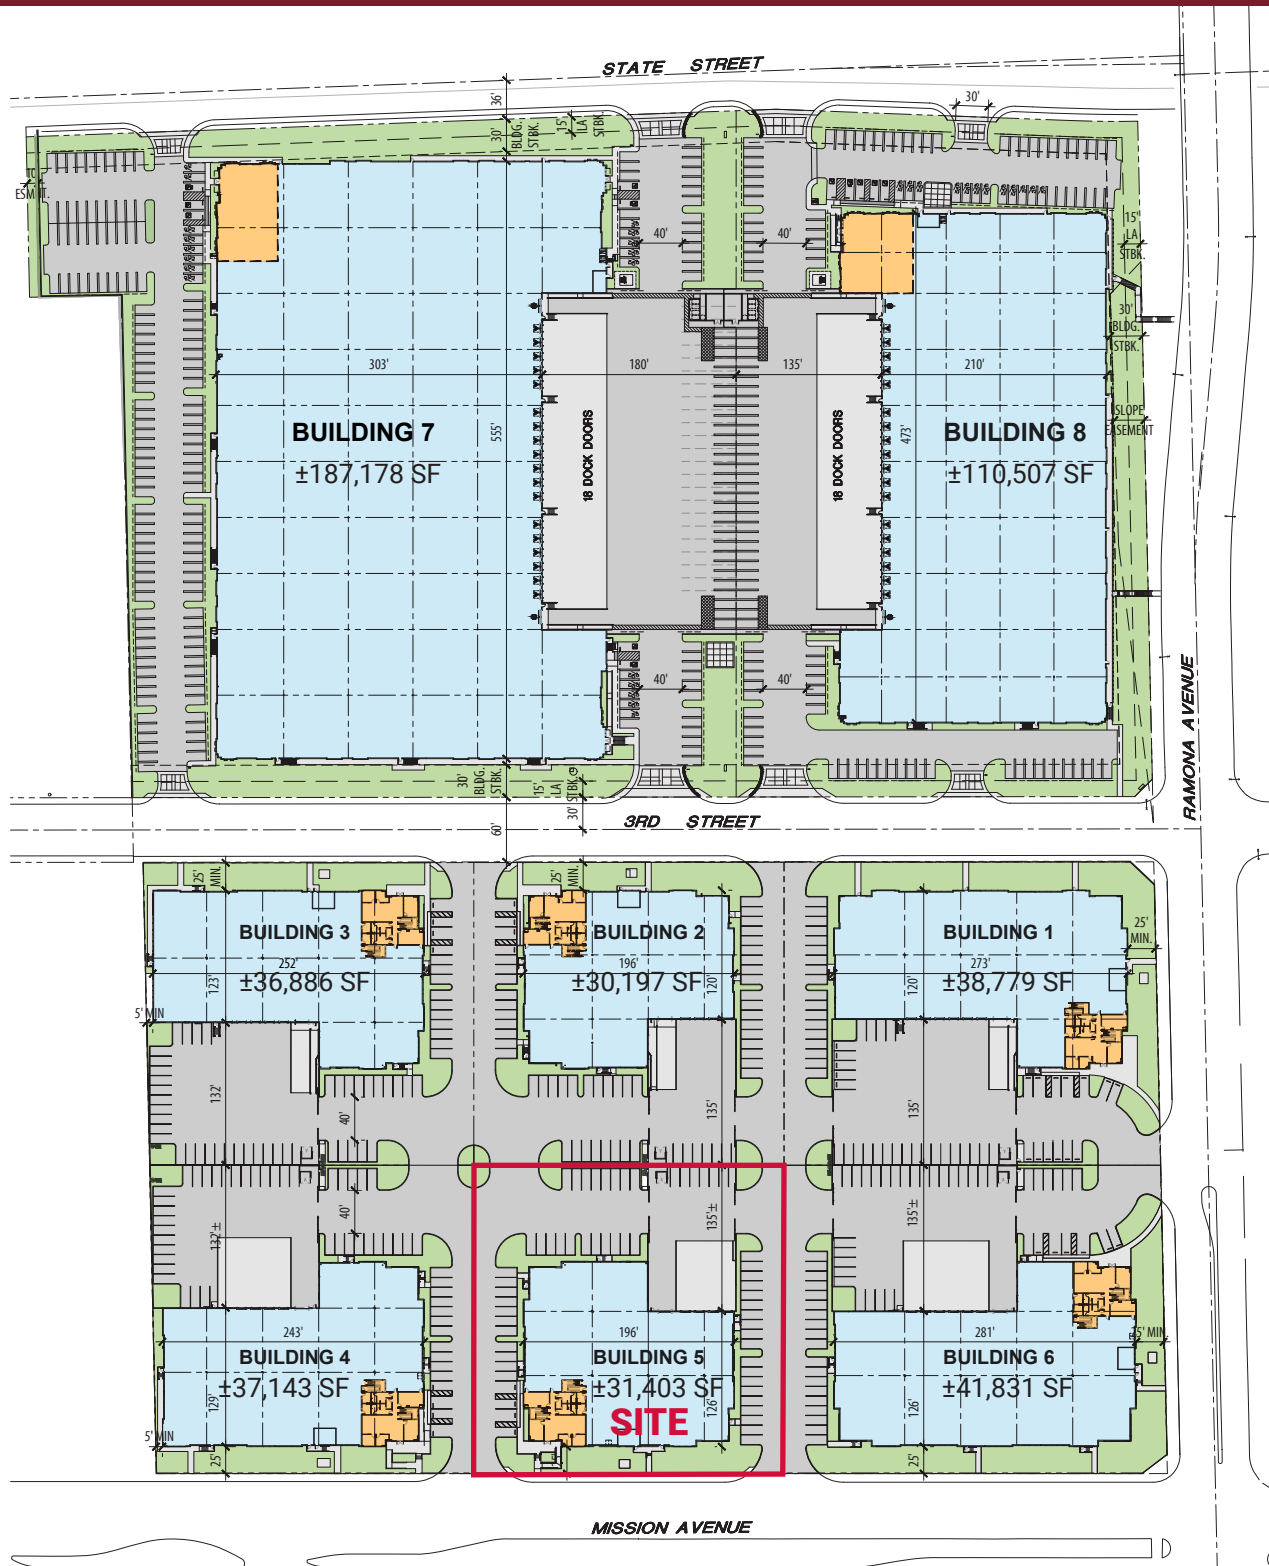 STATE STREET
36'
30'
BLDG.
STBK.
15'
LA
STBK.
30'
ESM'T.
40'
40'
15'
LA
STBK.
30'
BLDG.
STBK.
303'
180'
135'
210'
SLOPE
EASEMENT
BUILDING 7
±187,178 SF
555'
18 DOCK DOORS
18 DOCK DOORS
473'
BUILDING 8
±110,507 SF
RAMONA AVENUE
40'
40'
30'
BLDG.
STBK.
15'
LA
STBK.
30'
60'
3RD STREET
25'
MIN.
25'
MIN.
25'
MIN.
BUILDING 3
252'
±36,886 SF
123'
BUILDING 2
196'
±30,197 SF
120'
BUILDING 1
273'
±38,779 SF
120'
5' MIN
132'
40'
135'
135'
132'±
40'
135'±
135'±
243'
BUILDING 4
±37,143 SF
129'
196'
BUILDING 5
±31,403 SF
126'
SITE
281'
BUILDING 6
±41,831 SF
126'
5' MIN
25'
25'
MISSION AVENUE